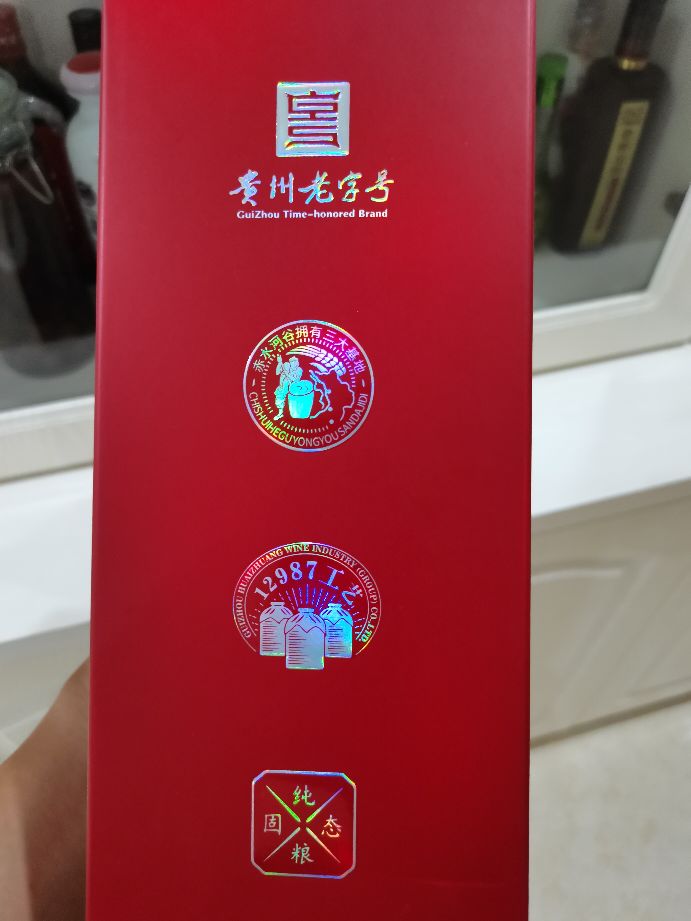 貴州老字号
GuiZhou Time-honored Brand
赤水河谷拥有三大基地
CHISHUIHEGUYONGYOUSANDAJIDI
GUIZHOU HUAIZHUANG WINE INDUSTRY (GROUP) CO.,LTD.
12987工艺
纯
固 态
粮